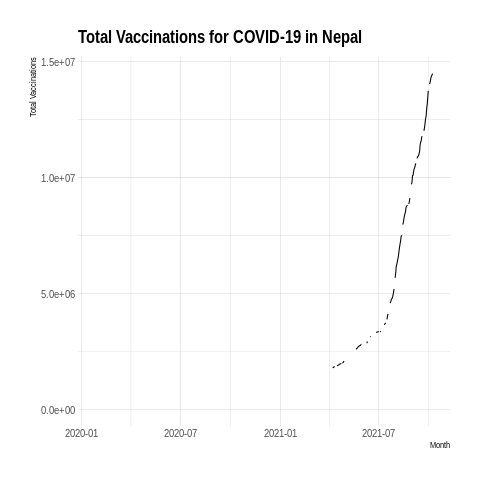 Total Vaccinations for COVID-19 in Nepal
Total Vaccinations
1.5e+07
1.0e+07
5.0e+06
0.0e+00
2020-01 2020-07 2021-01 2021-07
Month